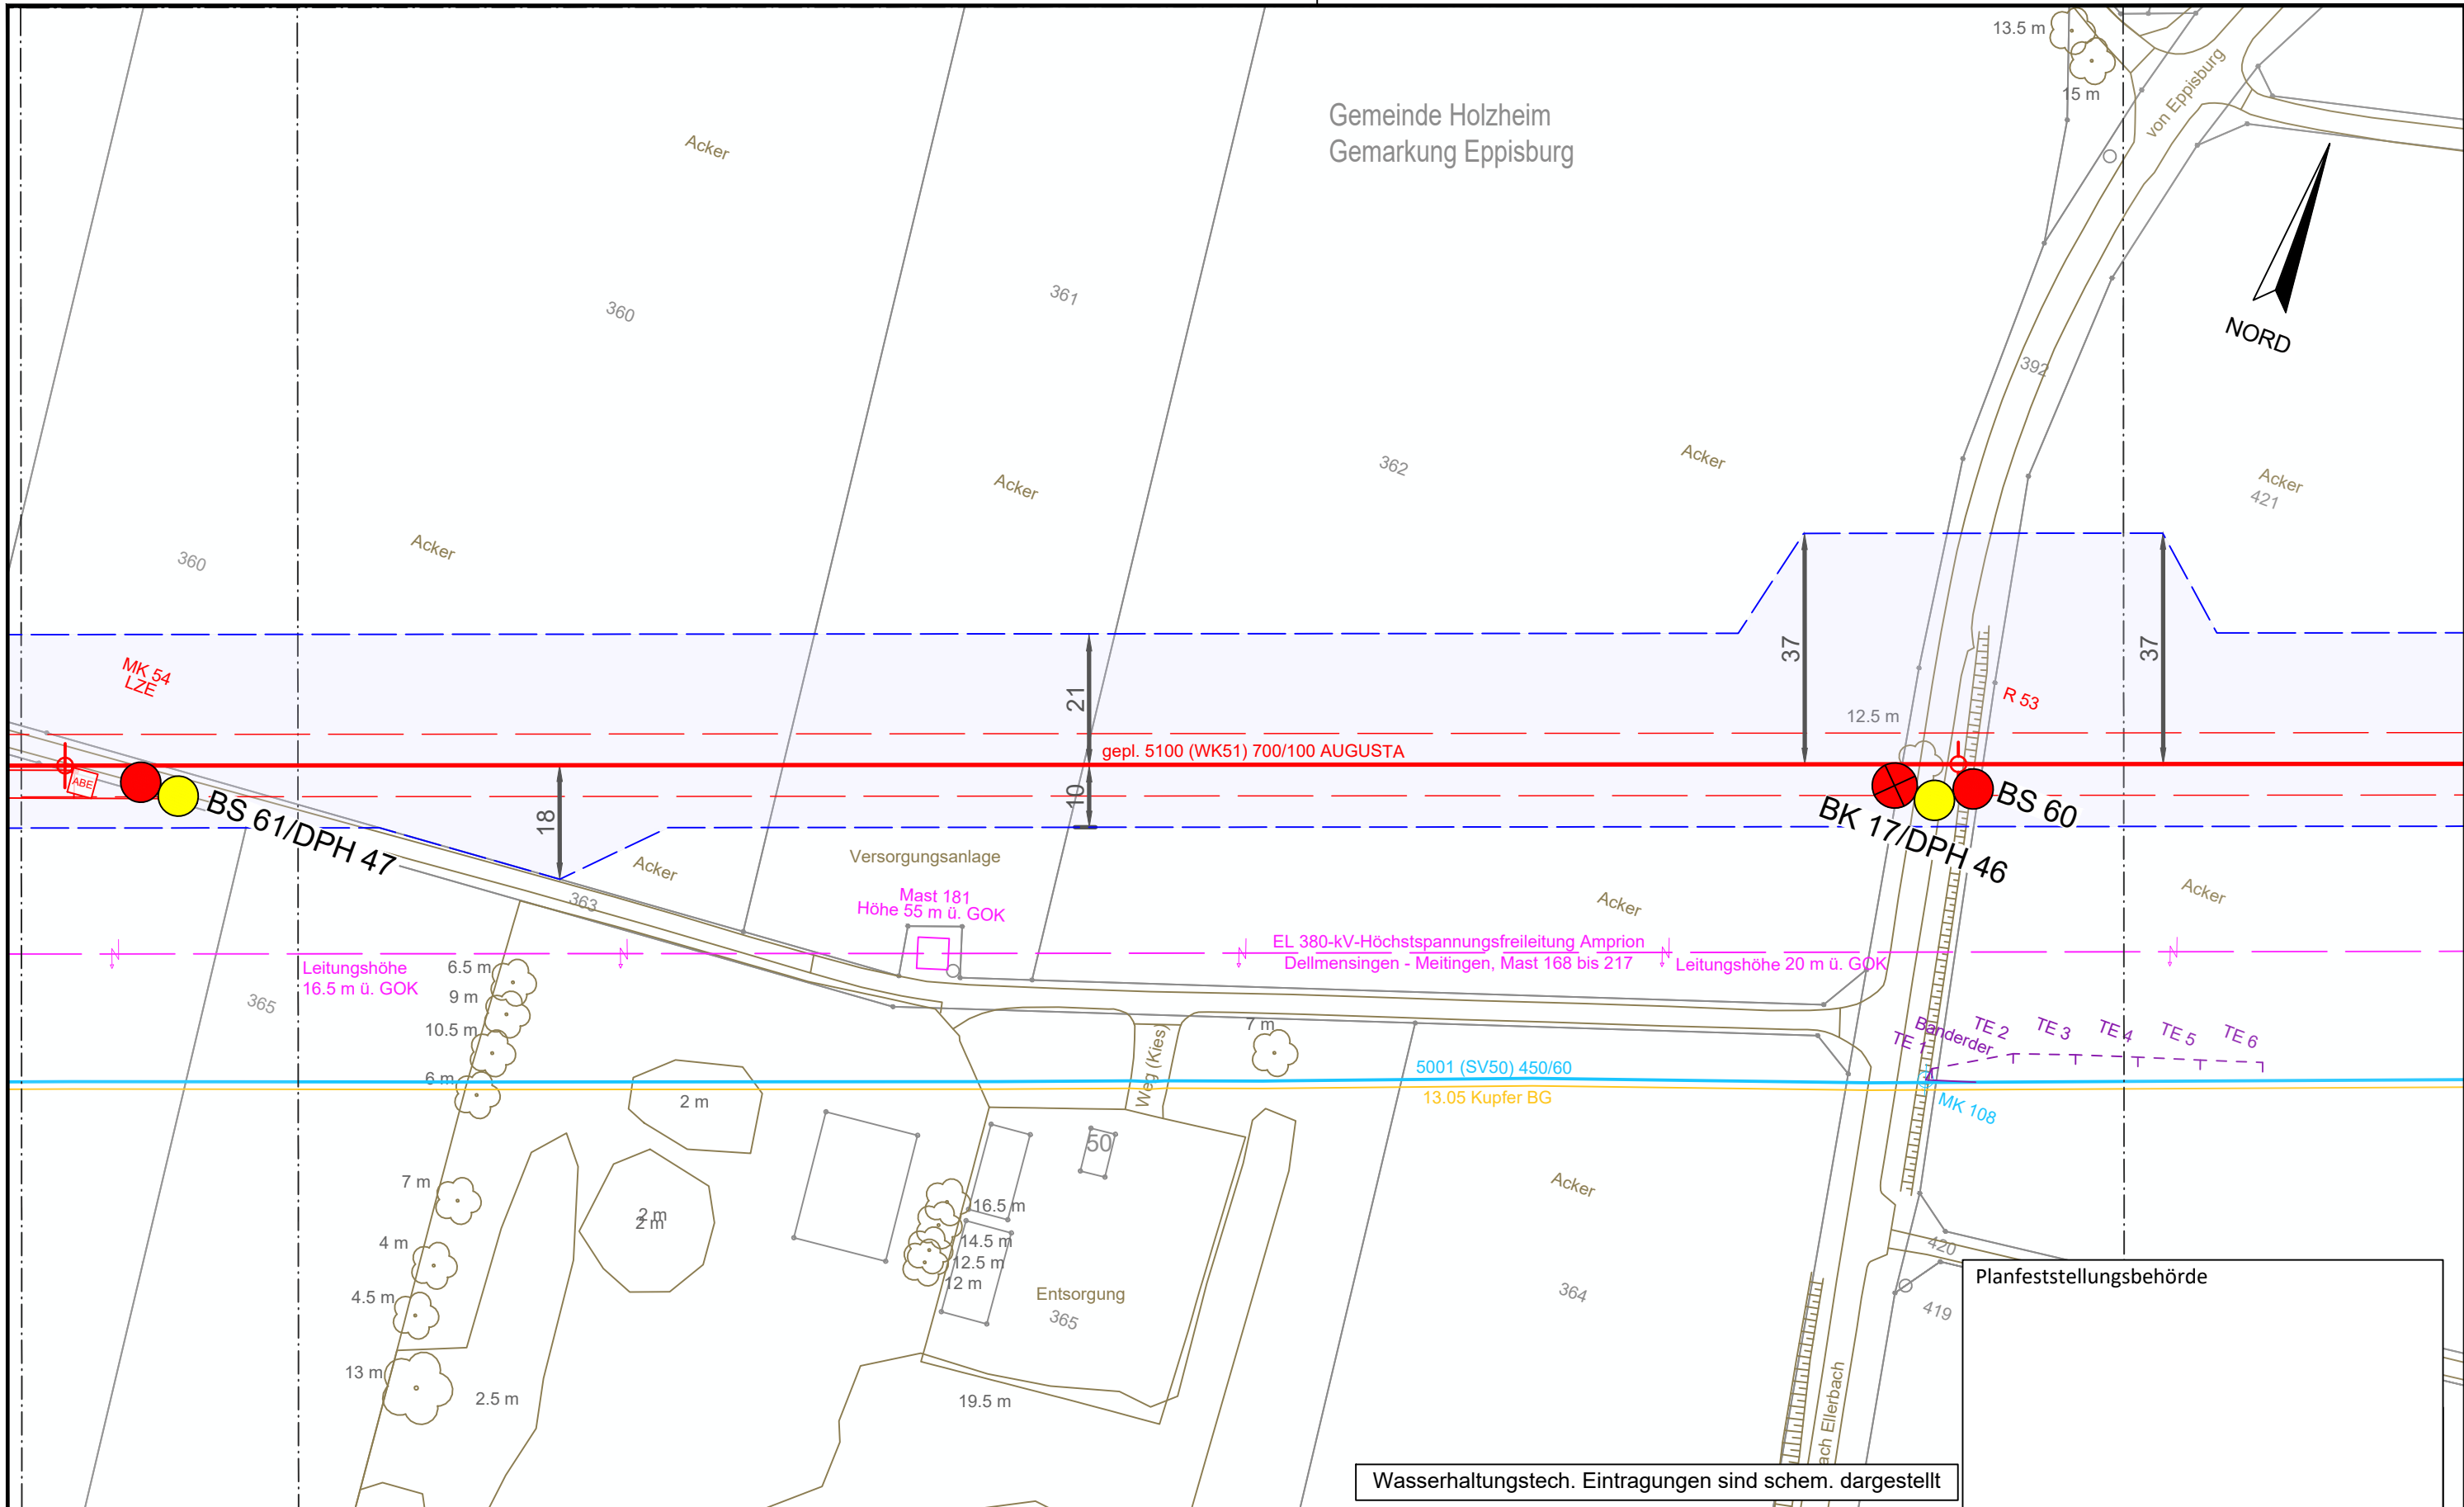 13.5 m
15 m
von Eppisburg
Gemeinde Holzheim
Gemarkung Eppisburg
NORD
Acker
360
361
362
Acker
392
Acker
421
Acker
Acker
360
MK 54
LZE
21
37
37
R 53
12.5 m
gepl. 5100 (WK51) 700/100 AUGUSTA
ABE
BS 61/DPH 47
18
10
BK 17/DPH 46
BS 60
Acker
363
Versorgungsanlage
Mast 181
Höhe 55 m ü. GOK
Acker
Acker
EL 380-kV-Höchstspannungsfreileitung Amprion
Dellmensingen - Meitingen, Mast 168 bis 217
Leitungshöhe 20 m ü. GOK
Leitungshöhe
16.5 m ü. GOK
365
6.5 m
9 m
10.5 m
6 m
7 m
Weg (Kies)
TE 1
Banderder
TE 2
TE 3
TE 4
TE 5
TE 6
5001 (SV50) 450/60
13.05 Kupfer BG
MK 108
2 m
50
7 m
2 m
2 m
16.5 m
14.5 m
12.5 m
12 m
4 m
4.5 m
13 m
2.5 m
Entsorgung
365
19.5 m
Acker
364
420
419
ach Ellerbach
Planfeststellungsbehörde
Wasserhaltungstech. Eintragungen sind schem. dargestellt